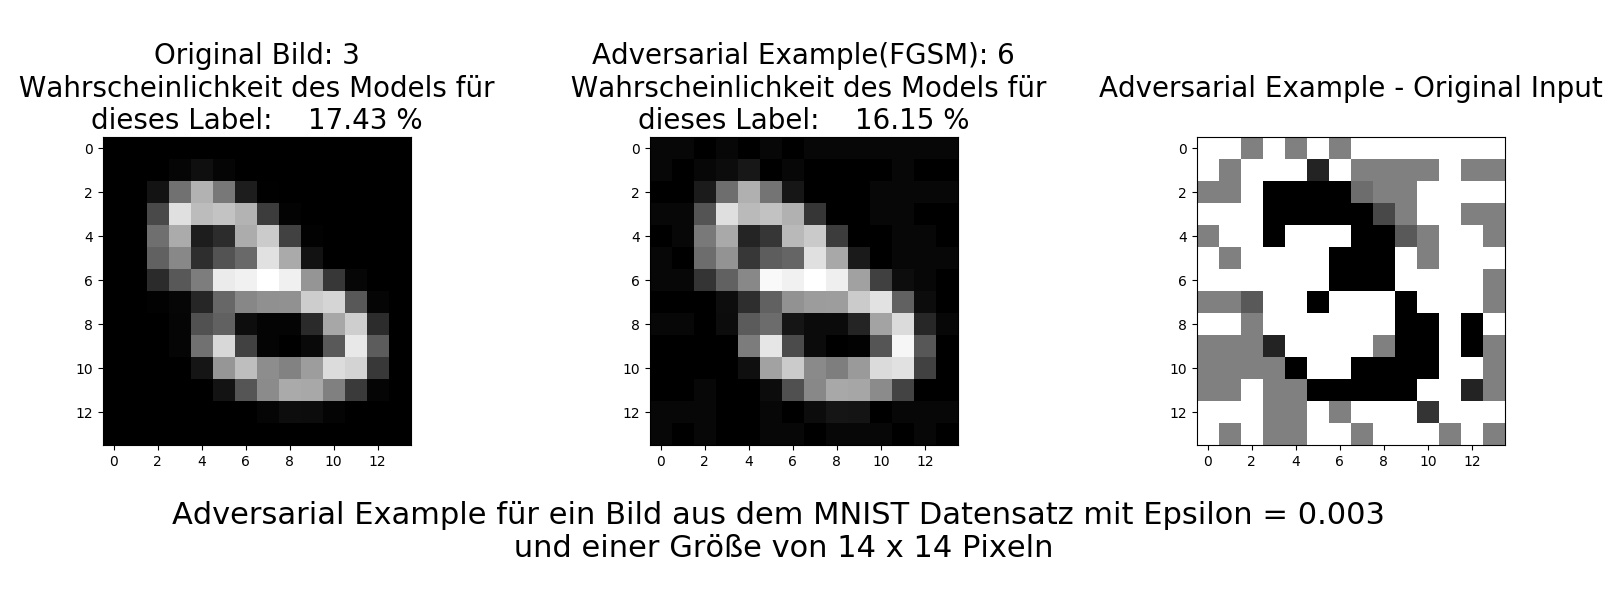 Original Bild: 3
Wahrscheinlichkeit des Models für
dieses Label: 17.43 %
0
2
4
6
8
10
12
0 2 4 6 8 10 12
Adversarial Example(FGSM): 6
Wahrscheinlichkeit des Models für
dieses Label: 16.15 %
0
2
4
6
8
10
12
0 2 4 6 8 10 12
Adversarial Example - Original Input
0
2
4
6
8
10
12
0 2 4 6 8 10 12
Adversarial Example für ein Bild aus dem MNIST Datensatz mit Epsilon = 0.003
und einer Größe von 14 x 14 Pixeln